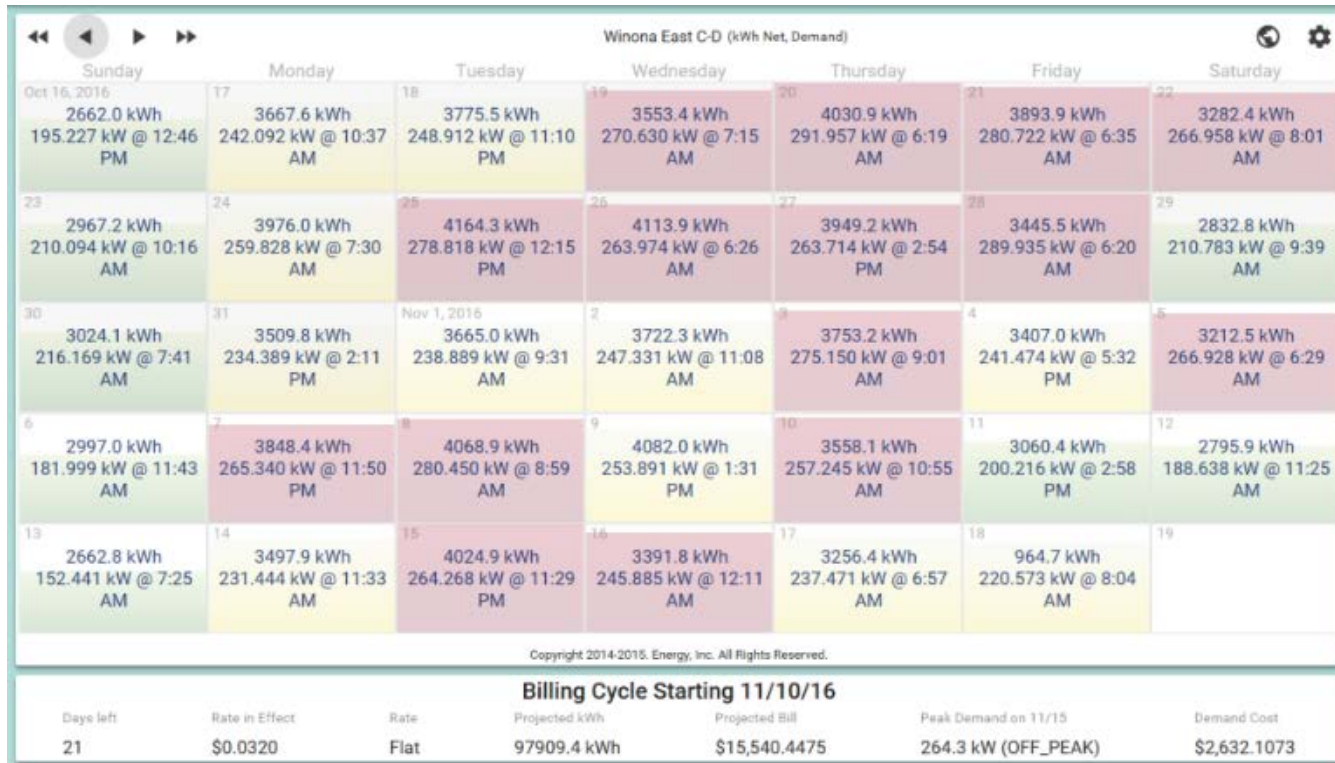 Winona East C-D (kWh Net, Demand)
Sunday Monday Tuesday Wednesday Thursday Friday Saturday
Oct 16, 2016 17 18 19 20 21 22
2662.0 kWh 3667.6 kWh 3775.5 kWh 3553.4 kWh 4030.9 kWh 3893.9 kWh 3282.4 kWh
195.227 kW @ 12:46 242.092 kW @ 10:37 248.912 kW @ 11:10 270.630 kW @ 7:15 291.957 kW @ 6:19 280.722 kW @ 6:35 266.958 kW @ 8:01
PM AM PM AM AM AM AM
23 24 25 26 27 28 29
2967.2 kWh 3976.0 kWh 4164.3 kWh 4113.9 kWh 3949.2 kWh 3445.5 kWh 2832.8 kWh
210.094 kW @ 10:16 259.828 kW @ 7:30 278.818 kW @ 12:15 263.974 kW @ 6:26 263.714 kW @ 2:54 289.935 kW @ 6:20 210.783 kW @ 9:39
AM AM PM AM PM AM AM
30 31 Nov 1, 2016 2 3 4 5
3024.1 kWh 3509.8 kWh 3665.0 kWh 3722.3 kWh 3753.2 kWh 3407.0 kWh 3212.5 kWh
216.169 kW @ 7:41 234.389 kW @ 2:11 238.889 kW @ 9:31 247.331 kW @ 11:08 275.150 kW @ 9:01 241.474 kW @ 5:32 266.928 kW @ 6:29
AM PM AM AM AM PM AM
6 7 8 9 10 11 12
2997.0 kWh 3848.4 kWh 4068.9 kWh 4082.0 kWh 3558.1 kWh 3060.4 kWh 2795.9 kWh
181.999 kW @ 11:43 265.340 kW @ 11:50 280.450 kW @ 8:59 253.891 kW @ 1:31 257.245 kW @ 10:55 200.216 kW @ 2:58 188.638 kW @ 11:25
AM PM AM PM AM PM AM
13 14 15 16 17 18 19
2662.8 kWh 3497.9 kWh 4024.9 kWh 3391.8 kWh 3256.4 kWh 964.7 kWh
152.441 kW @ 7:25 231.444 kW @ 11:33 264.268 kW @ 11:29 245.885 kW @ 12:11 237.471 kW @ 6:57 220.573 kW @ 8:04
AM AM PM AM AM AM
Copyright 2014-2015. Energy, Inc. All Rights Reserved.
Billing Cycle Starting 11/10/16
Days left Rate in Effect Rate Projected kWh Projected Bill Peak Demand on 11/15 Demand Cost
21 $0.0320 Flat 97909.4 kWh $15,540.4475 264.3 kW (OFF_PEAK) $2,632.1073